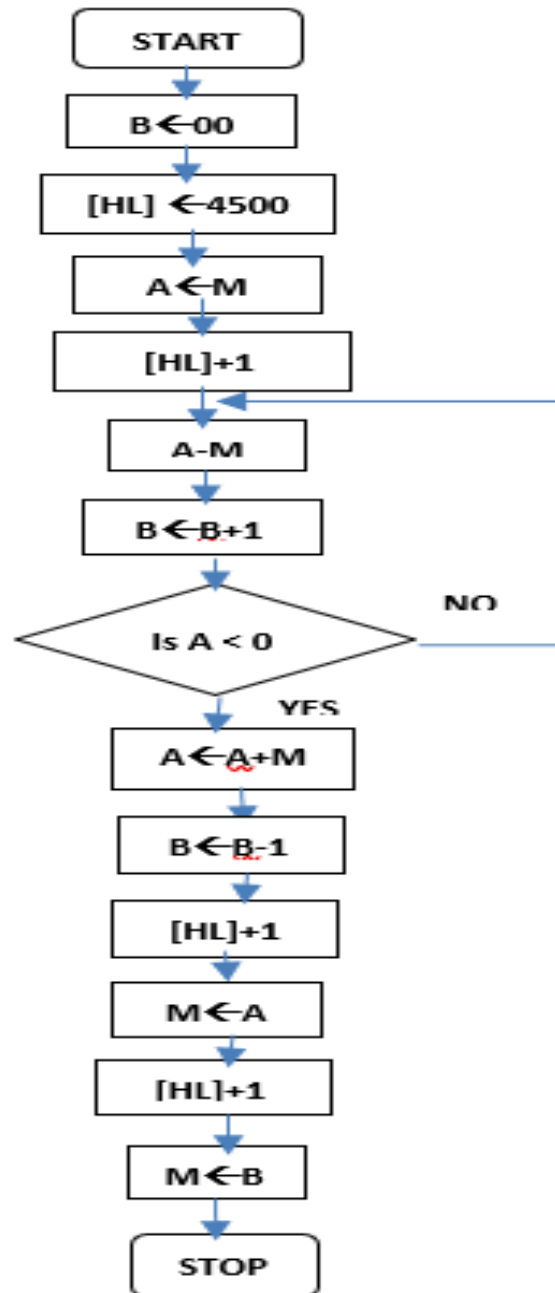 START
B←00
[HL] ←4500
A←M
[HL]+1
A-M
B←B+1
NO
Is A < 0
YES
A←A+M
B←B-1
[HL]+1
M←A
[HL]+1
M←B
STOP